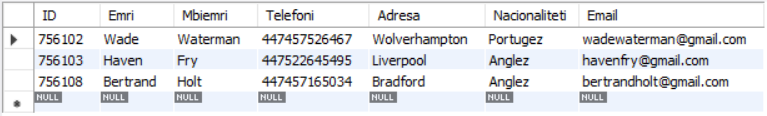 ID Emri Mbiemri Telefoni Adresa Nacionaliteti Email
756102 Wade Waterman 447457526467 Wolverhampton Portugez wadewaterman@gmail.com
756103 Haven Fry 447522645495 Liverpool Anglez havenfry@gmail.com
756108 Bertrand Holt 447457165034 Bradford Anglez bertrandholt@gmail.com
NULL NULL NULL NULL NULL NULL NULL